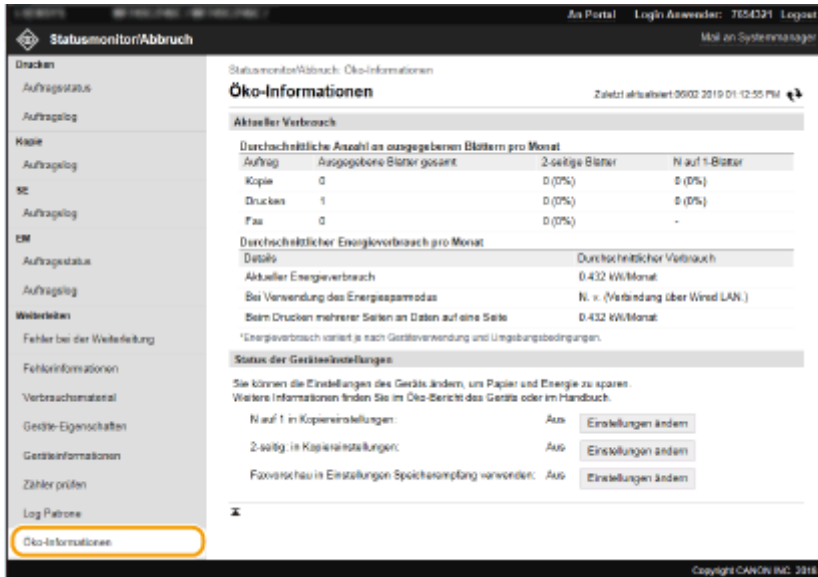 An Portal Login Anwender: 7654321 Logout
Statusmonitor/Abbruch Mail an Systemmanager
Drucken
Auftragsstatus
Auftragslog
Kopie
Auftragslog
SE
Auftragslog
EM
Auftragsstatus
Auftragslog
Weiterleiten
Fehler bei der Weiterleitung
Fehlerinformationen
Verbrauchsmaterial
Geräte-Eigenschaften
Geräteinformationen
Zähler prüfen
Log Patrone
Öko-Informationen
Statusmonitor/Abbruch: Öko-Informationen
Öko-Informationen
Zuletzt aktualisiert:06/02 2019 01:12:55 PM
Aktueller Verbrauch
Durchschnittliche Anzahl an ausgegebenen Blättern pro Monat
Auftrag Ausgegebene Blätter gesamt 2-seitige Blätter N auf 1-Blätter
Kopie 0 0 (0%) 0 (0%)
Drucken 1 0 (0%) 0 (0%)
Fax 0 0 (0%) -
Durchschnittlicher Energieverbrauch pro Monat
Details Durchschnittlicher Verbrauch
Aktueller Energieverbrauch 0.432 kW/Monat
Bei Verwendung des Energiesparmodus N. v. (Verbindung über Wired LAN.)
Beim Drucken mehrerer Seiten an Daten auf eine Seite 0.432 kW/Monat
*Energieverbrauch variiert je nach Geräteverwendung und Umgebungsbedingungen.
Status der Geräteeinstellungen
Sie können die Einstellungen des Geräts ändern, um Papier und Energie zu sparen.
Weitere Informationen finden Sie im Öko-Bericht des Geräts oder im Handbuch.
N auf 1 in Kopiereinstellungen: Aus Einstellungen ändern
2-seitig: in Kopiereinstellungen: Aus Einstellungen ändern
Faxvorschau in Einstellungen Speicherempfang verwenden: Aus Einstellungen ändern
Copyright CANON INC. 2018